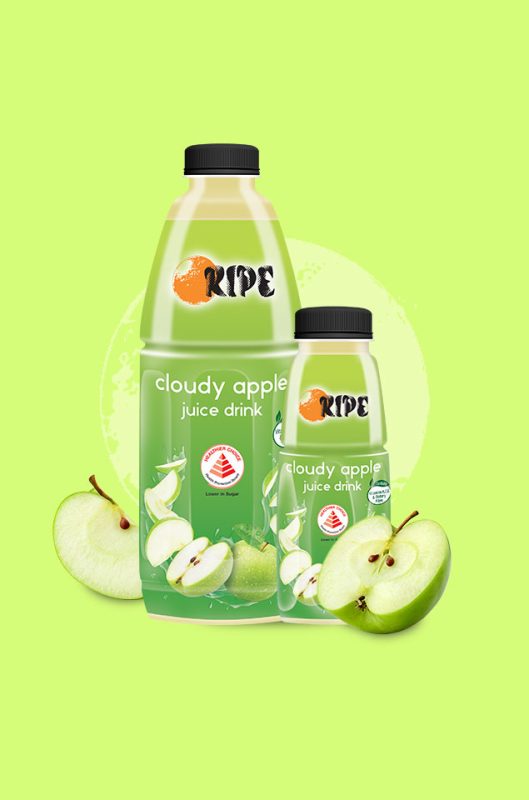 RIPE
cloudy apple
juice drink
HEALTHIER CHOICE
Lower in Sugar
RIPE
cloudy apple
juice drink